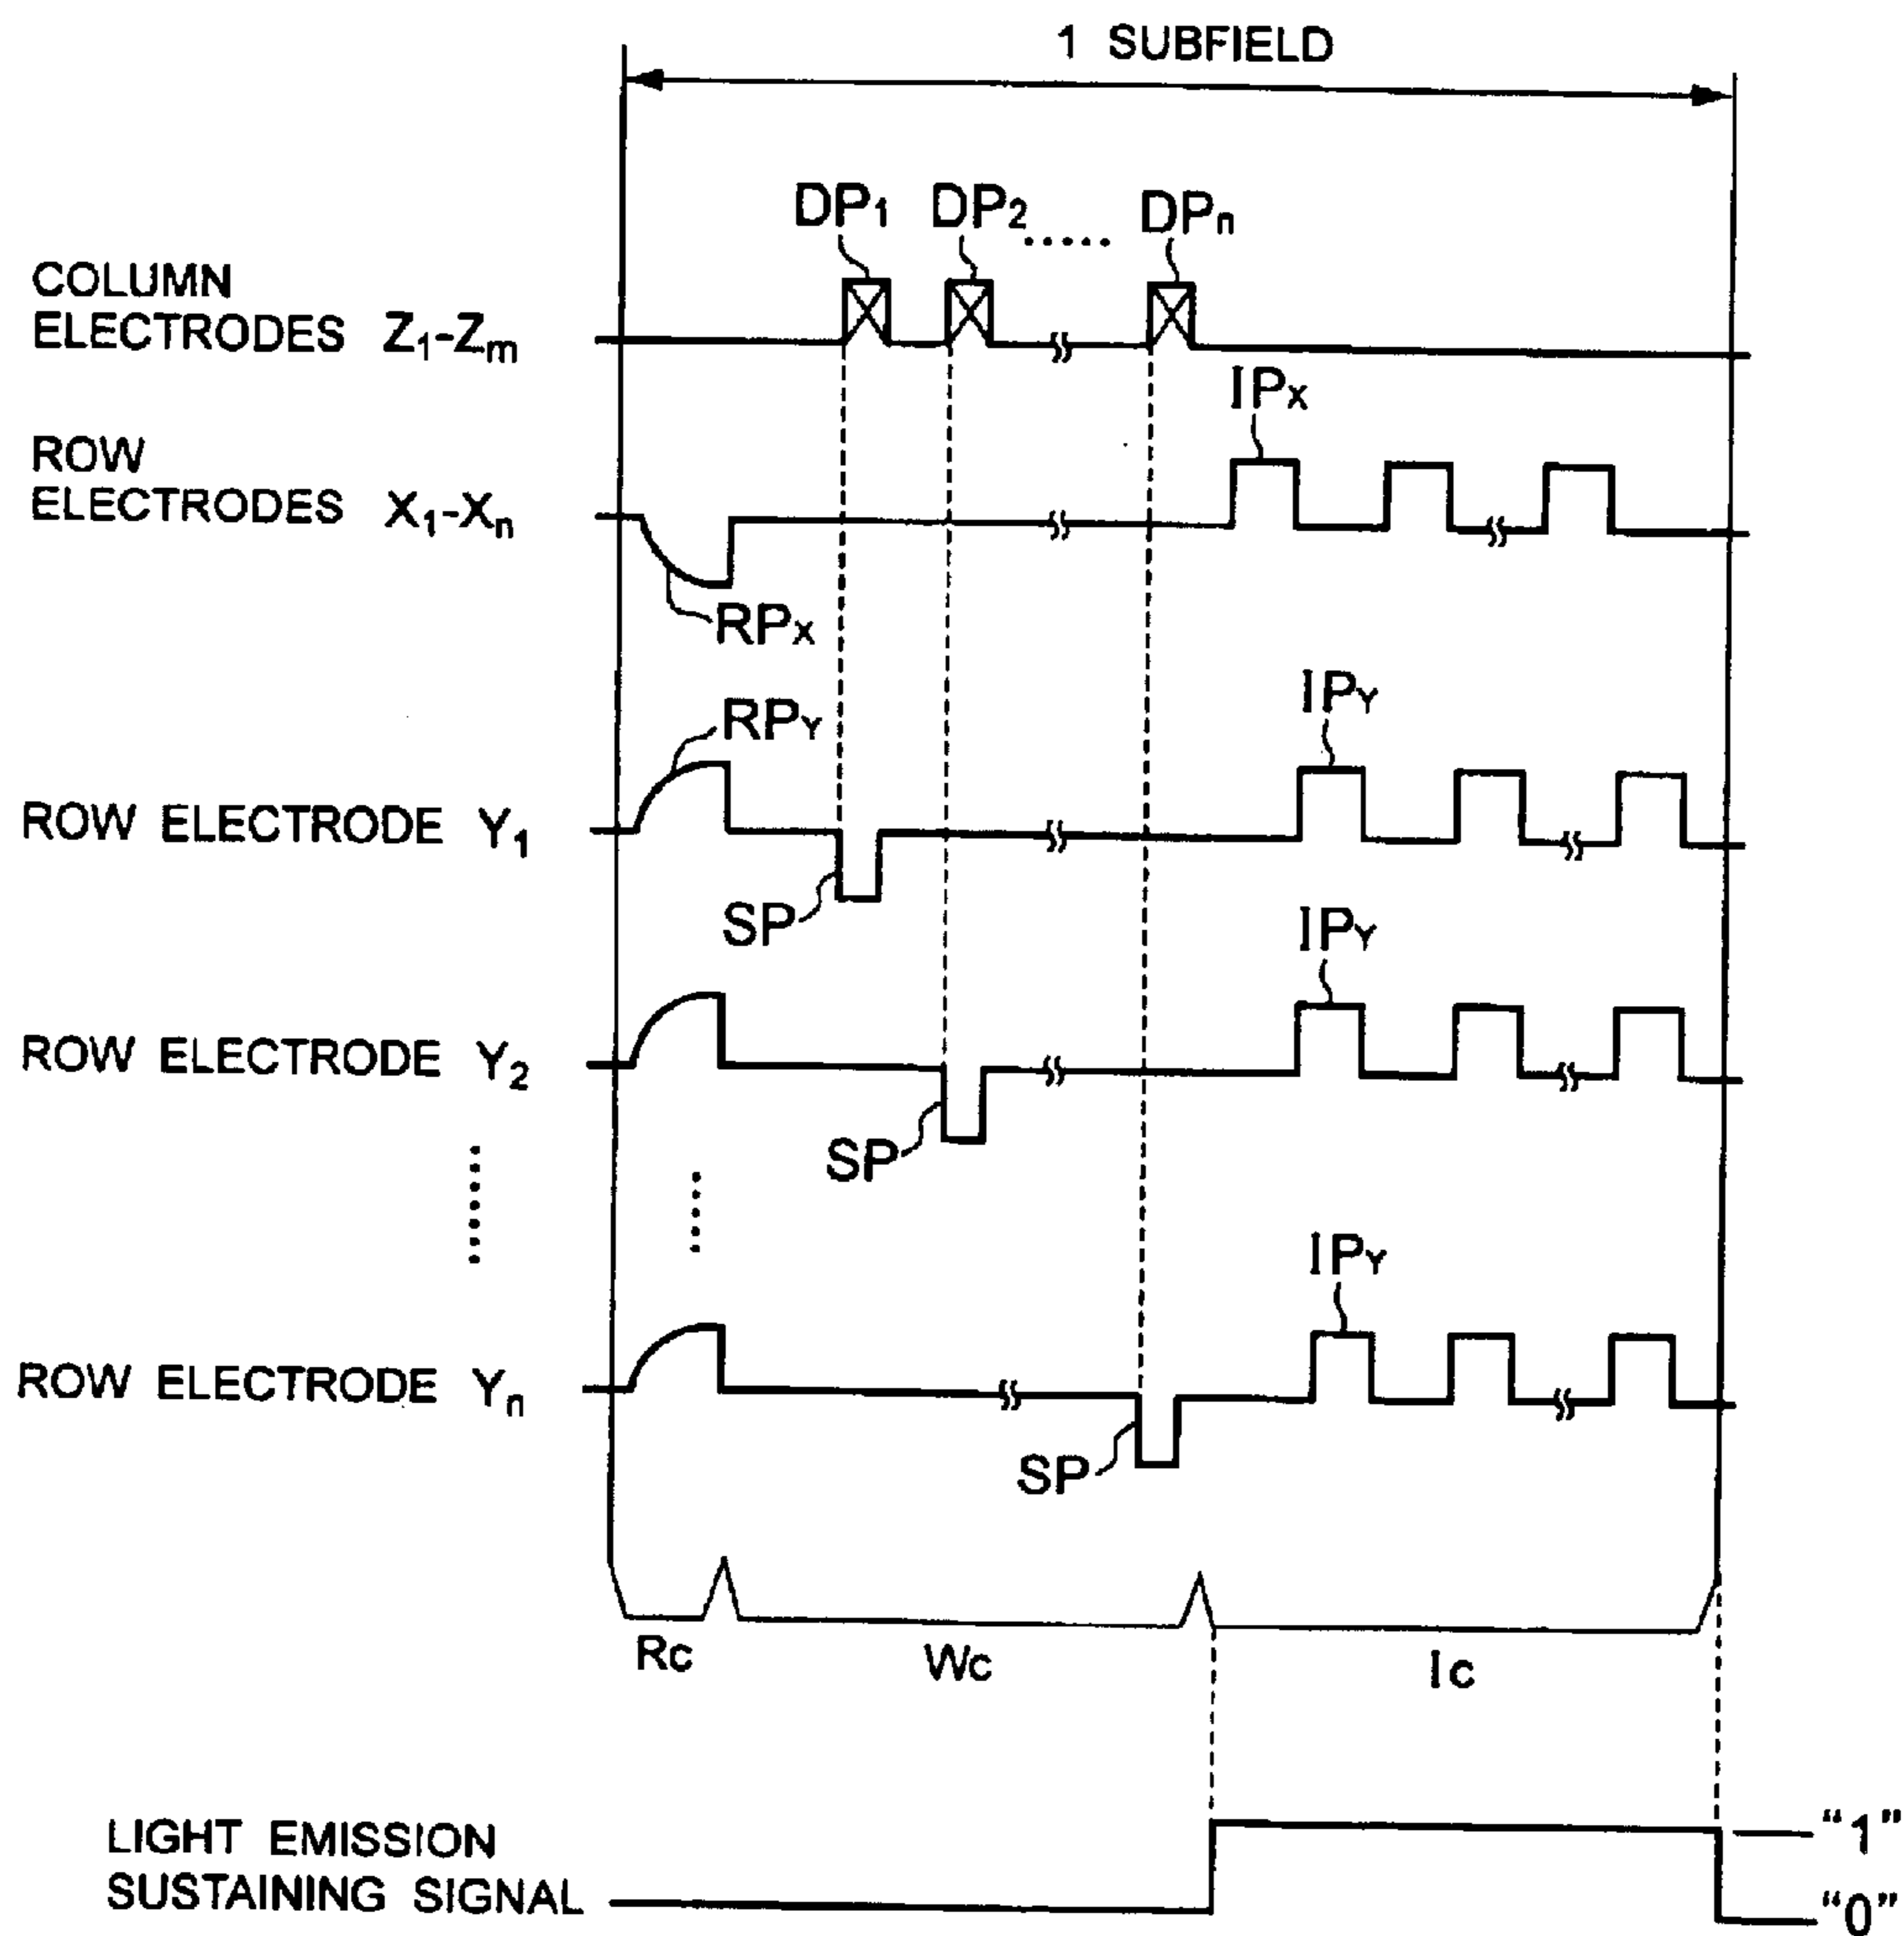 1 SUBFIELD
DP1 DP2 ..... DPn
COLUMN
ELECTRODES Z1-Zm
IPX
ROW
ELECTRODES X1-Xn
RPX
IPY
RPY
ROW ELECTRODE Y1
SP
IPY
ROW ELECTRODE Y2
SP
IPY
ROW ELECTRODE Yn
SP
Rc Wc Ic
LIGHT EMISSION
SUSTAINING SIGNAL
“1”
“0”